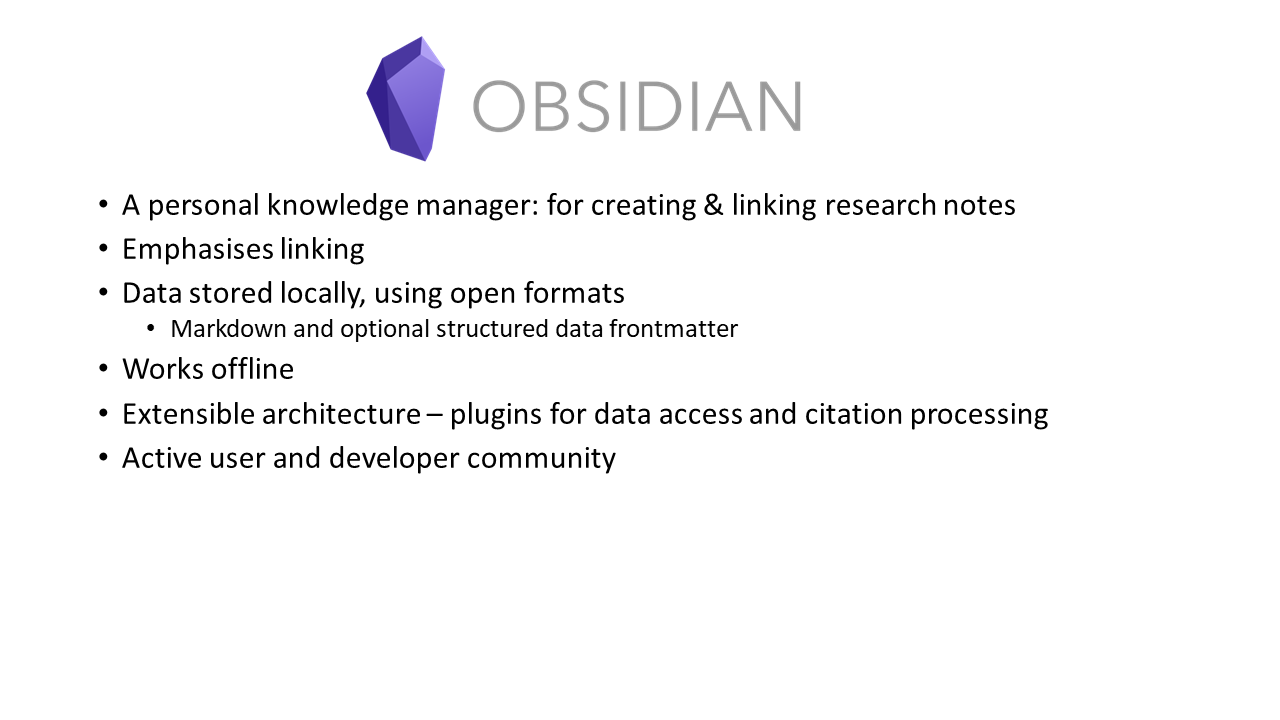 OBSIDIAN
• A personal knowledge manager: for creating & linking research notes
• Emphasises linking
• Data stored locally, using open formats
• Markdown and optional structured data frontmatter
• Works offline
• Extensible architecture – plugins for data access and citation processing
• Active user and developer community